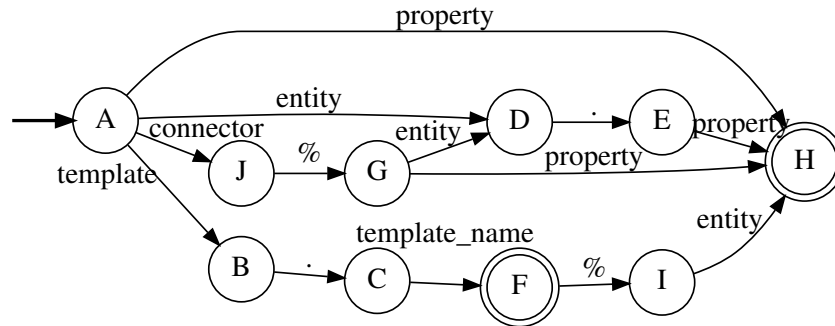 property
A
entity
D
.
E
property
H
connector
J
%
G
entity
property
template
B
.
C
template_name
F
%
I
entity